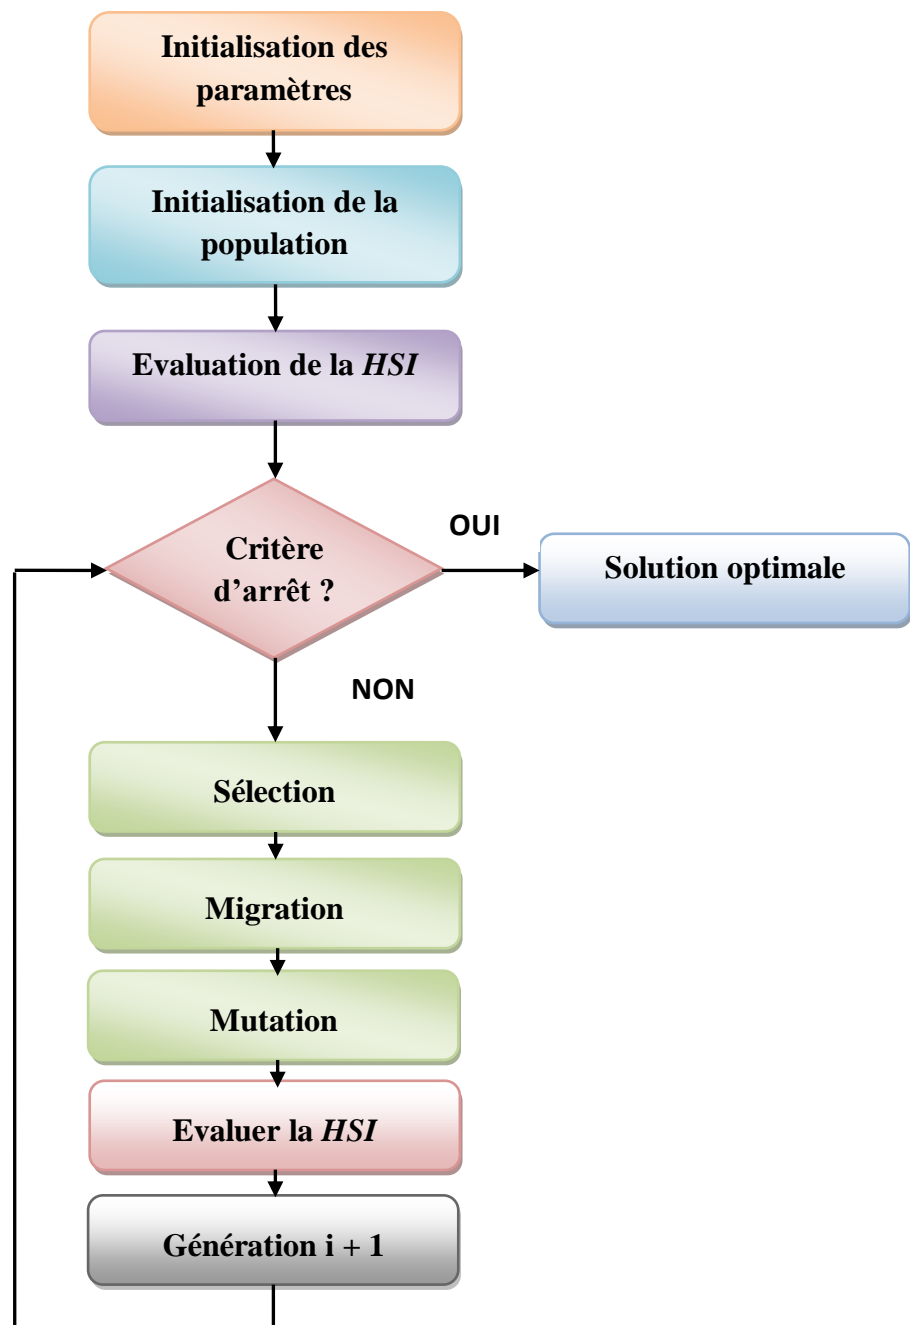 Initialisation des
paramètres
Initialisation de la
population
Evaluation de la HSI
Critère
d'arrêt ?
OUI
Solution optimale
NON
Sélection
Migration
Mutation
Evaluer la HSI
Génération i + 1